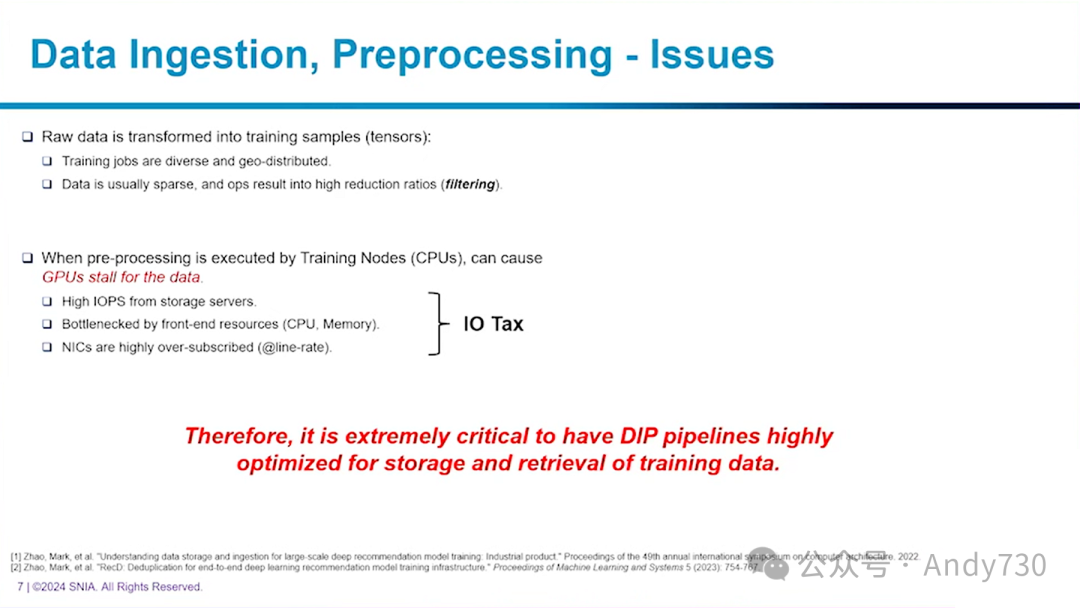 Data Ingestion, Preprocessing - Issues
Raw data is transformed into training samples (tensors):
Training jobs are diverse and geo-distributed.
Data is usually sparse, and ops result into high reduction ratios (filtering).
When pre-processing is executed by Training Nodes (CPUs), can cause
GPUs stall for the data.
High IOPS from storage servers.
Bottlenecked by front-end resources (CPU, Memory).
NICs are highly over-subscribed (@line-rate).
IO Tax
Therefore, it is extremely critical to have DIP pipelines highly
optimized for storage and retrieval of training data.
[1] Zhao, Mark, et al. "Understanding data storage and ingestion for large-scale deep recommendation model training: Industrial product." Proceedings of the 49th annual international symposium on computer architecture. 2022.
[2] Zhao, Mark, et al. "RecD: Deduplication for end-to-end deep learning recommendation model training infrastructure." Proceedings of Machine Learning and Systems 5 (2023): 754-767.
7 | ©2024 SNIA. All Rights Reserved.
公众号 · Andy730